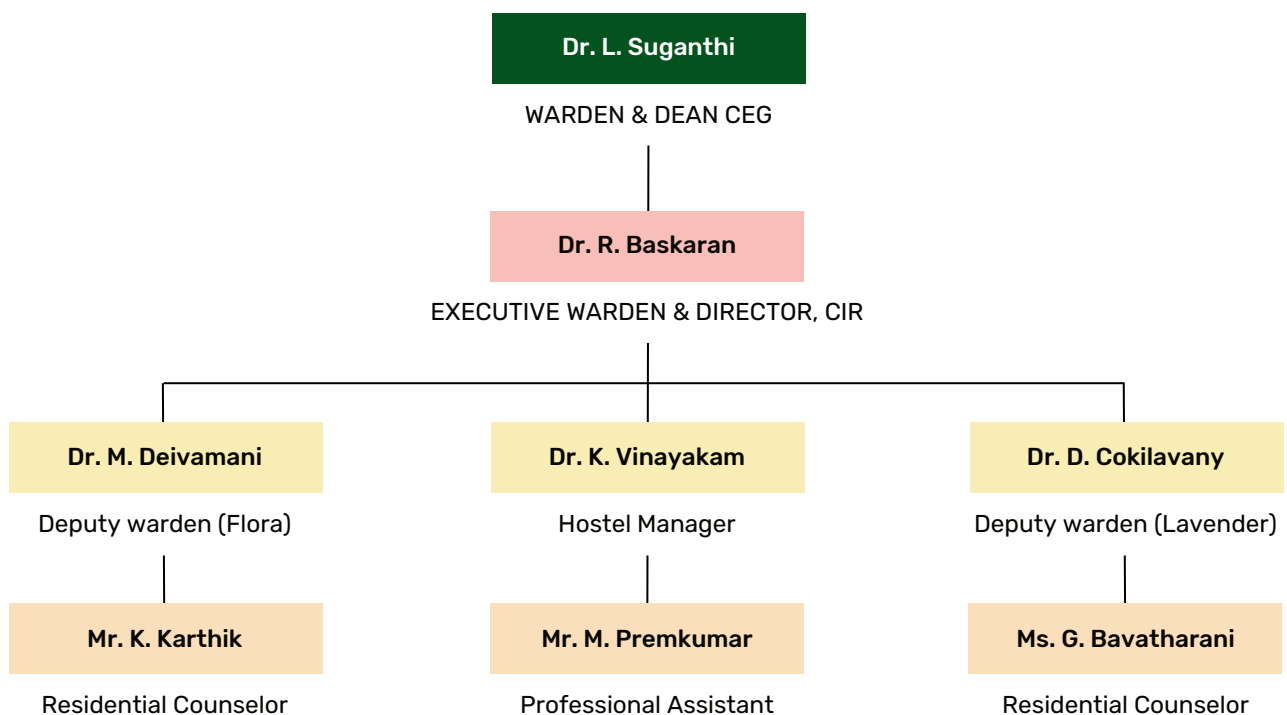 Dr. L. Suganthi
WARDEN & DEAN CEG
Dr. R. Baskaran
EXECUTIVE WARDEN & DIRECTOR, CIR
Dr. M. Deivamani
Deputy warden (Flora)
Dr. K. Vinayakam
Hostel Manager
Dr. D. Cokilavany
Deputy warden (Lavender)
Mr. K. Karthik
Residential Counselor
Mr. M. Premkumar
Professional Assistant
Ms. G. Bavatharani
Residential Counselor